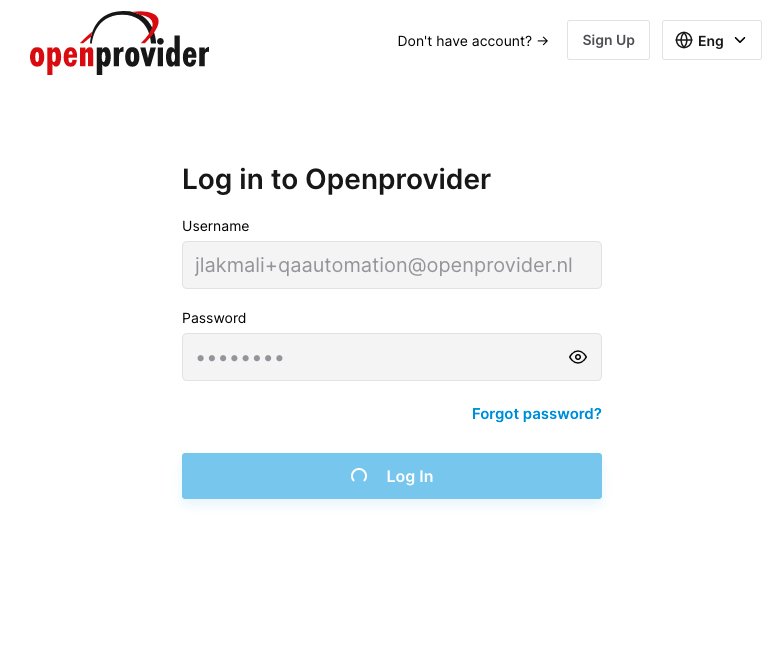 openprovider
Don't have account? →
Sign Up
Eng
Log in to Openprovider
Username
jlakmali+qaautomation@openprovider.nl
Password
••••••••
Forgot password?
Log In